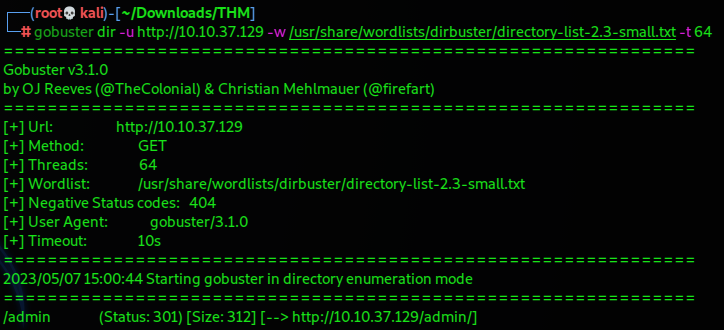 ┌──(root💀kali)-[~/Downloads/THM]
└─# gobuster dir -u http://10.10.37.129 -w /usr/share/wordlists/dirbuster/directory-list-2.3-small.txt -t 64
===============================================================
Gobuster v3.1.0
by OJ Reeves (@TheColonial) & Christian Mehlmauer (@firefart)
===============================================================
[+] Url: http://10.10.37.129
[+] Method: GET
[+] Threads: 64
[+] Wordlist: /usr/share/wordlists/dirbuster/directory-list-2.3-small.txt
[+] Negative Status codes: 404
[+] User Agent: gobuster/3.1.0
[+] Timeout: 10s
===============================================================
2023/05/07 15:00:44 Starting gobuster in directory enumeration mode
===============================================================
/admin (Status: 301) [Size: 312] [--> http://10.10.37.129/admin/]